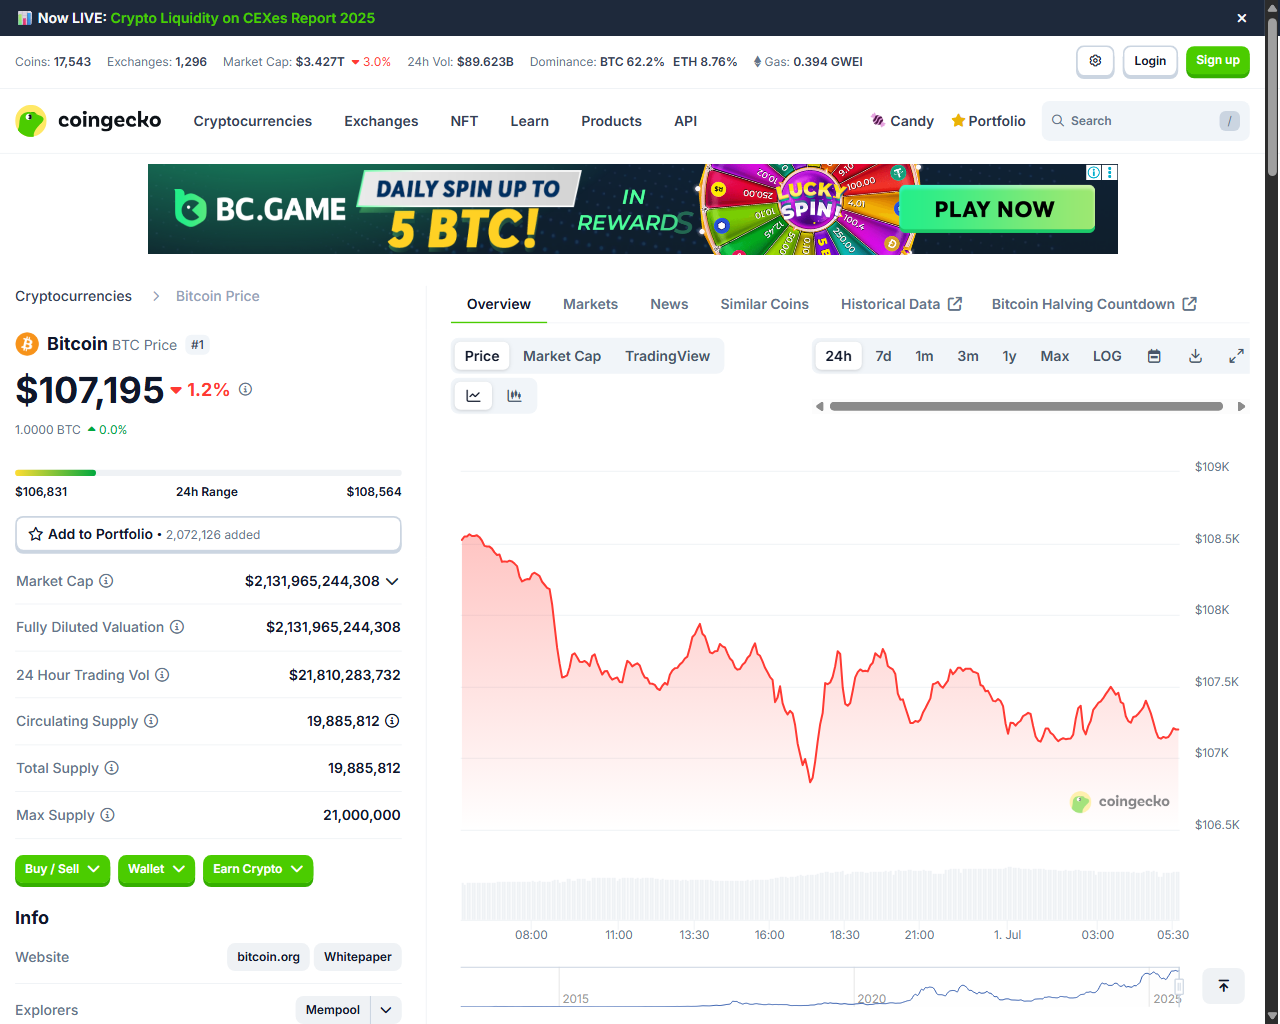 Now LIVE: Crypto Liquidity on CEXes Report 2025
Coins: 17,543 Exchanges: 1,296 Market Cap: $3.427T 3.0% 24h Vol: $89.623B Dominance: BTC 62.2% ETH 8.76% Gas: 0.394 GWEI
Login
Sign up
coingecko
Cryptocurrencies Exchanges NFT Learn Products API
Candy Portfolio
Search /
BC.GAME
DAILY SPIN UP TO
5 BTC!
IN
REWARDS
LUCKY
SPIN
PLAY NOW
Cryptocurrencies > Bitcoin Price
Bitcoin BTC Price #1
$107,195 1.2%
1.0000 BTC 0.0%
$106,831 24h Range $108,564
Add to Portfolio • 2,072,126 added
Market Cap $2,131,965,244,308
Fully Diluted Valuation $2,131,965,244,308
24 Hour Trading Vol $21,810,283,732
Circulating Supply 19,885,812
Total Supply 19,885,812
Max Supply 21,000,000
Buy / Sell Wallet Earn Crypto
Info
Website bitcoin.org Whitepaper
Explorers Mempool
Overview Markets News Similar Coins Historical Data Bitcoin Halving Countdown
Price Market Cap TradingView
24h 7d 1m 3m 1y Max LOG
$109K
$108.5K
$108K
$107.5K
$107K
$106.5K
coingecko
08:00 11:00 13:30 16:00 18:30 21:00 1. Jul 03:00 05:30
2015 2020 2025